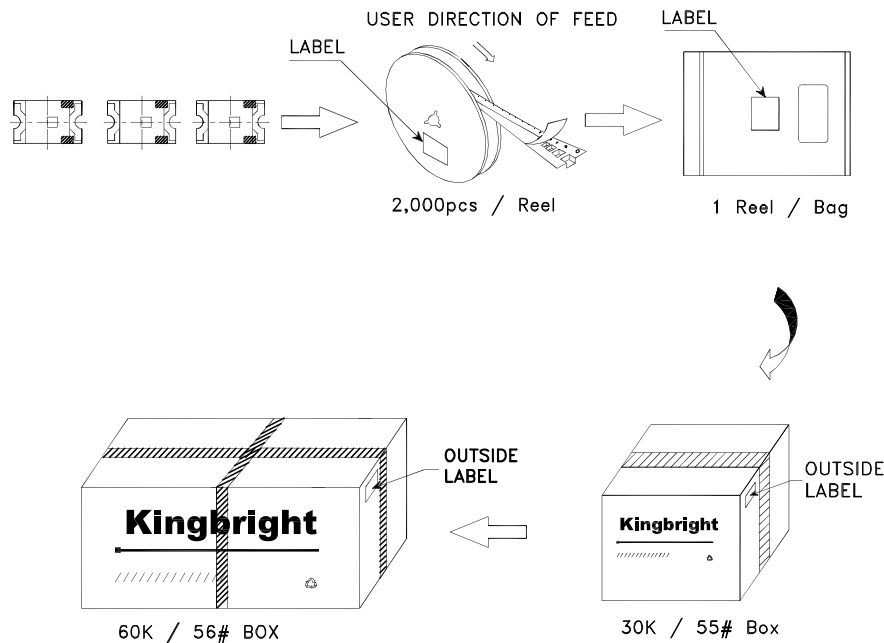 USER DIRECTION OF FEED
LABEL
LABEL
2,000pcs / Reel
1 Reel / Bag
OUTSIDE
LABEL
OUTSIDE
LABEL
Kingbright
Kingbright
60K / 56# BOX
30K / 55# Box